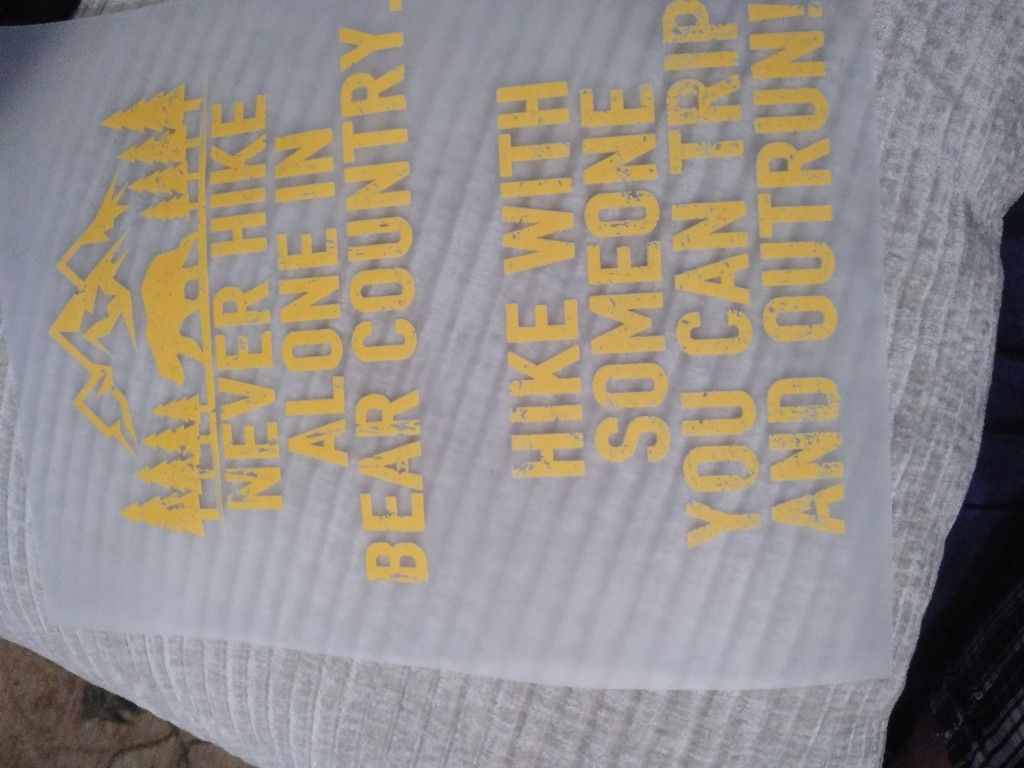 NEVER HIKE
ALONE IN
BEAR COUNTRY.
HIKE WITH
SOMEONE
YOU CAN TRIP
AND OUTRUN!